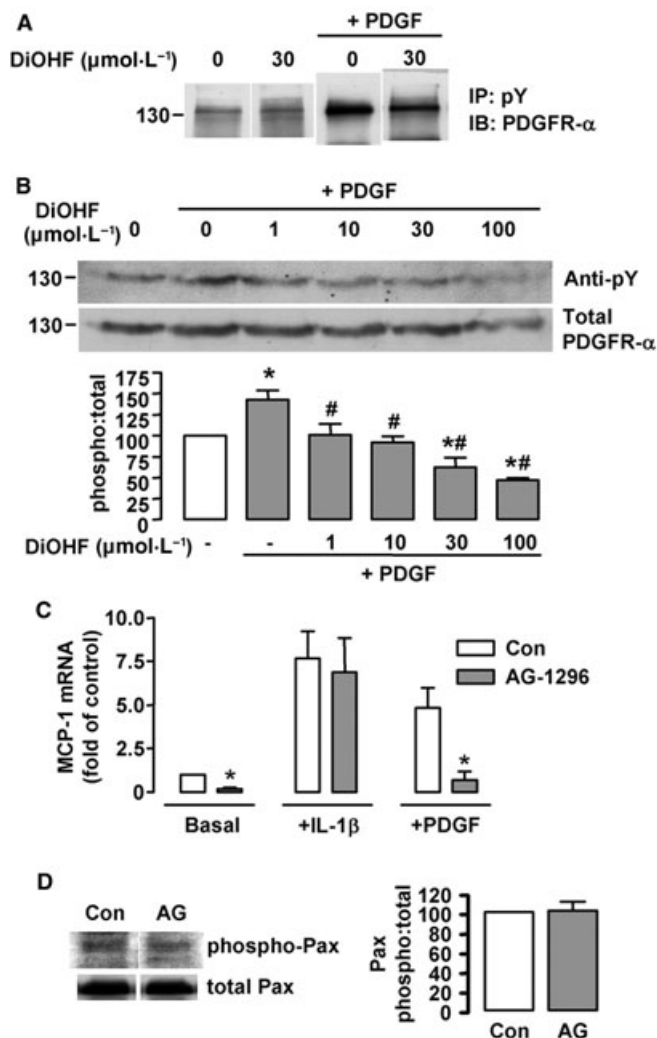 A
+ PDGF
DiOHF (µmol·L⁻¹) 0 30 0 30
130
IP: pY
IB: PDGFR-α
B
+ PDGF
DiOHF
(µmol·L⁻¹) 0 0 1 10 30 100
130 Anti-pY
130 Total
PDGFR-α
phospho:total
175
150
125
100
75
50
25
0
* # # *# *#
DiOHF (µmol·L⁻¹) - - 1 10 30 100
+ PDGF
C
MCP-1 mRNA
(fold of control)
10.0
7.5
5.0
2.5
0
Con
AG-1296
* *
Basal +IL-1β +PDGF
D
Con AG
phospho-Pax
total Pax
Pax
phospho:total
120
100
80
60
40
20
0
Con AG